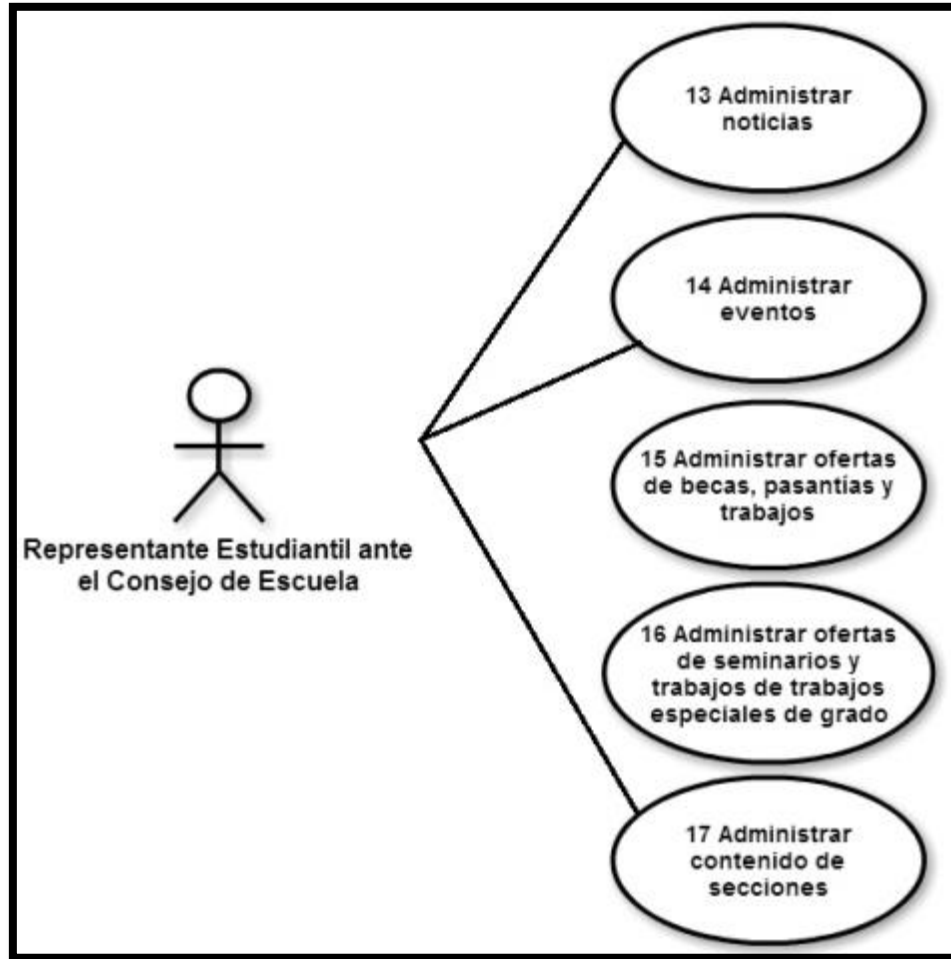 13 Administrar
noticias
14 Administrar
eventos
15 Administrar ofertas
de becas, pasantías y
trabajos
Representante Estudiantil ante
el Consejo de Escuela
16 Administrar ofertas
de seminarios y
trabajos de trabajos
especiales de grado
17 Administrar
contenido de
secciones